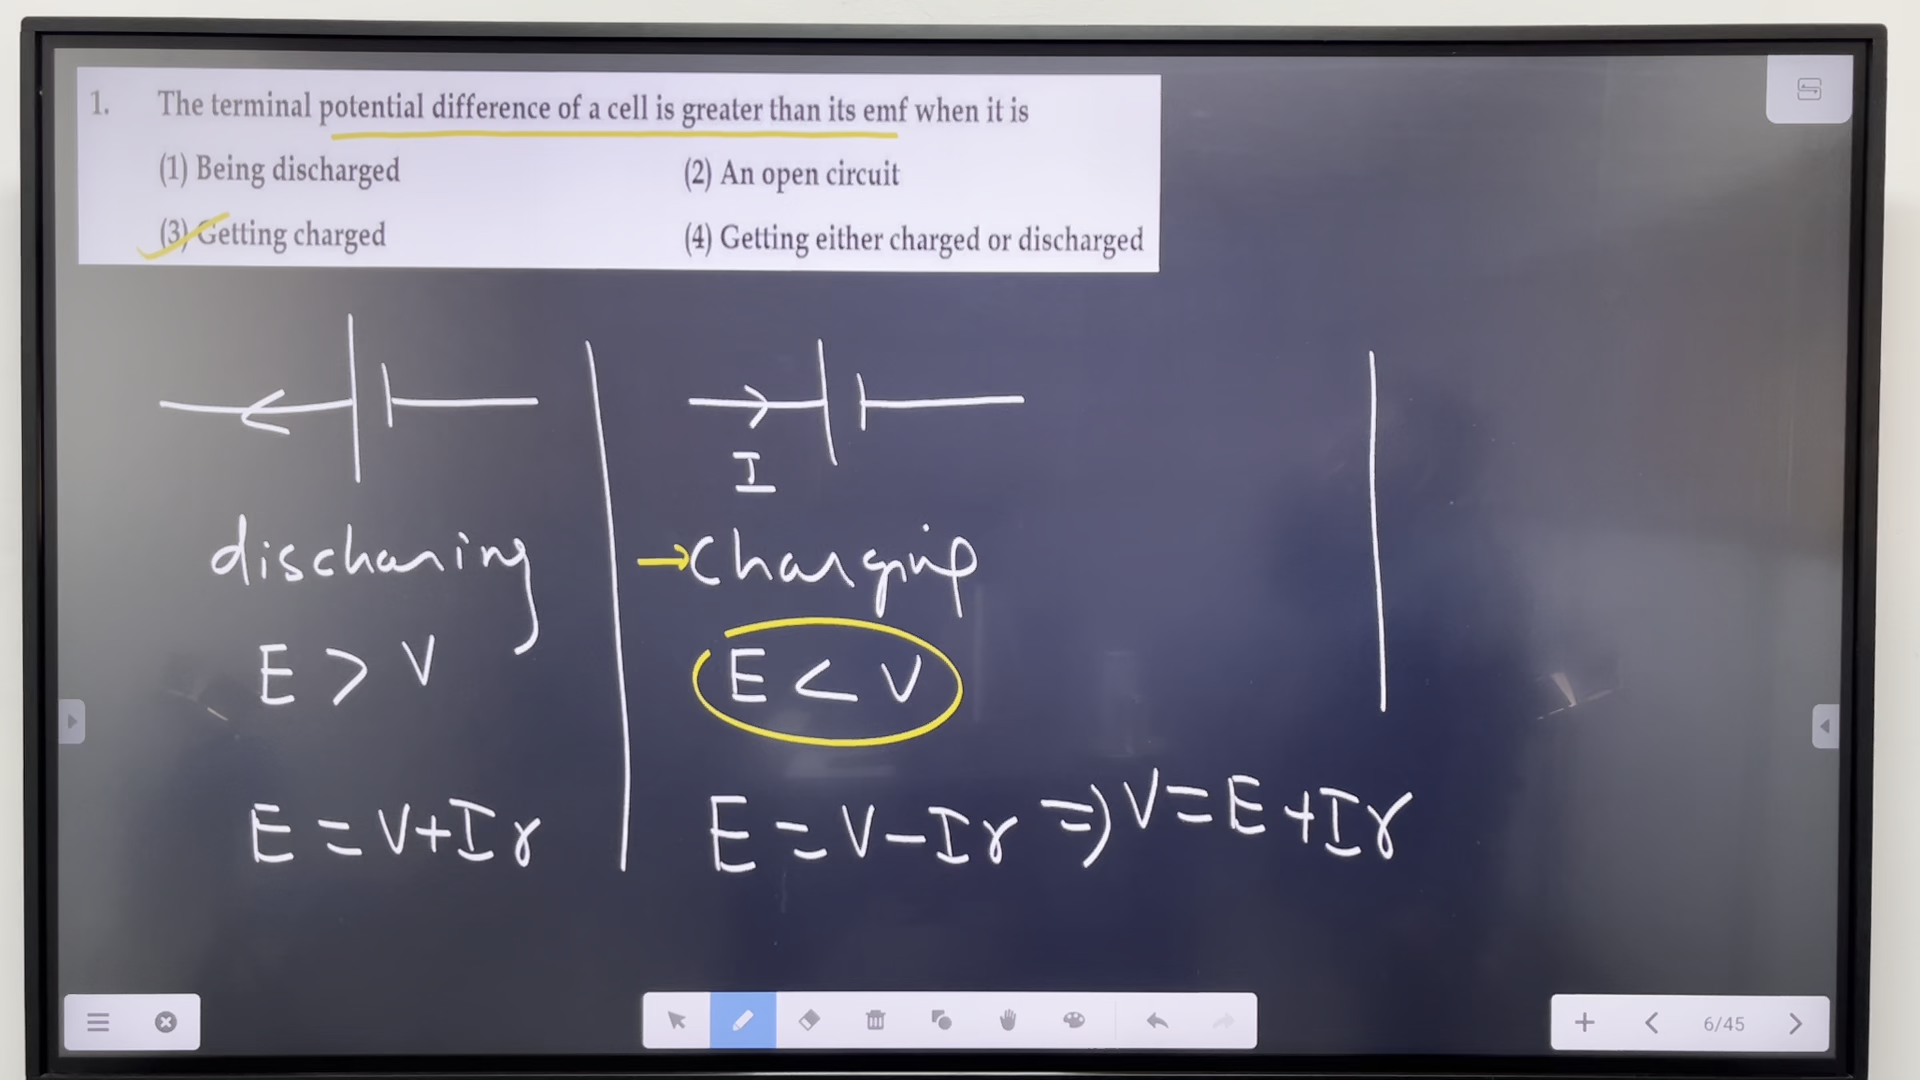 1. The terminal potential difference of a cell is greater than its emf when it is
(1) Being discharged (2) An open circuit
(3) Getting charged (4) Getting either charged or discharged
I
discharing →Charging
E > V E < V
E = V+Ir E = V-Ir ⇒ V = E + Ir
6/45